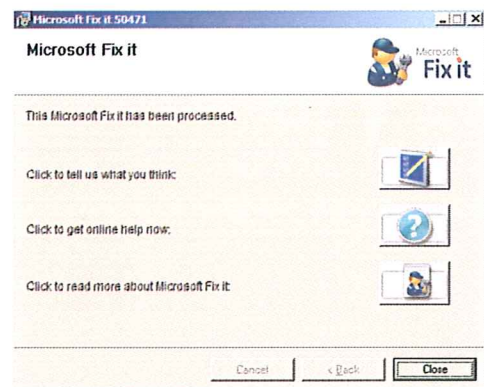 Microsoft Fix it 50471
Microsoft Fix it
Microsoft
Fix it
This Microsoft Fix it has been processed.
Click to tell us what you think:
Click to get online help now:
Click to read more about Microsoft Fix it:
Cancel
< Back
Close